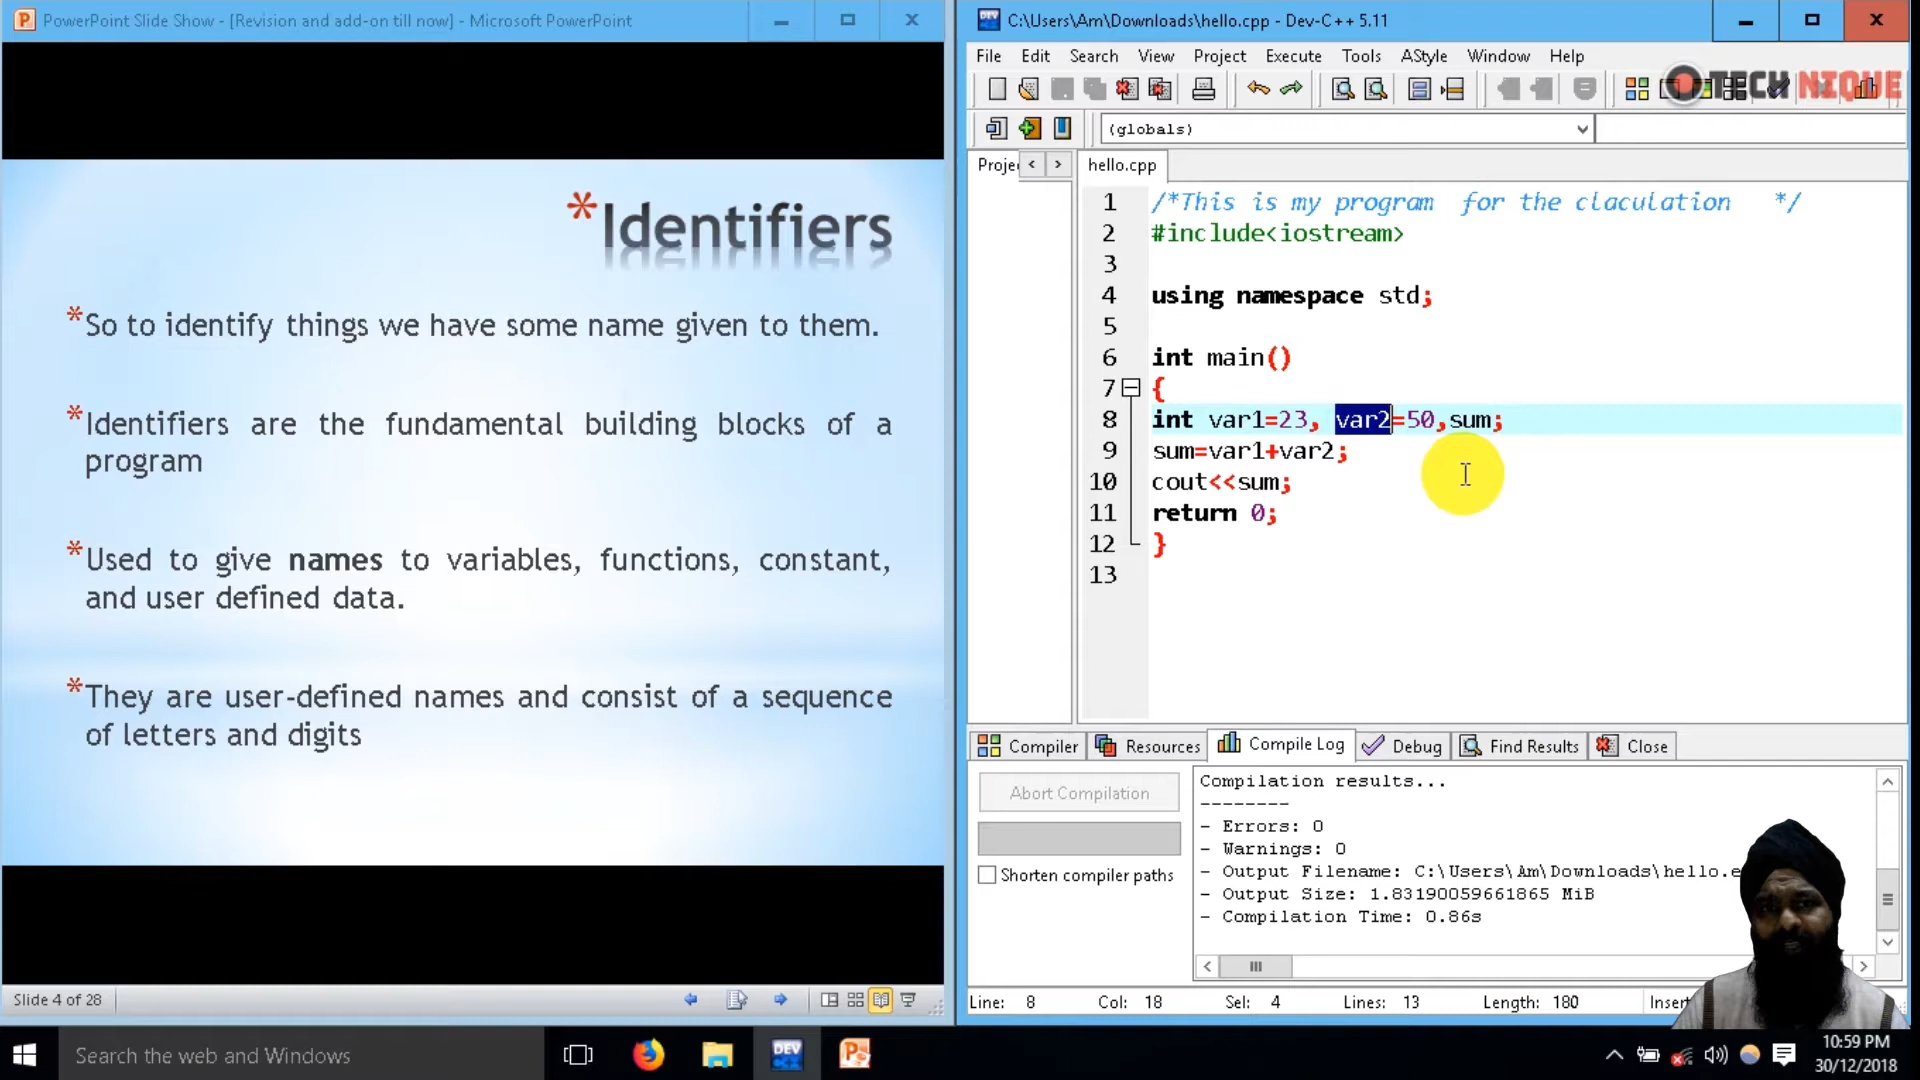 PowerPoint Slide Show - [Revision and add-on till now] - Microsoft PowerPoint
*Identifiers
*So to identify things we have some name given to them.
*Identifiers are the fundamental building blocks of a
program
*Used to give names to variables, functions, constant,
and user defined data.
*They are user-defined names and consist of a sequence
of letters and digits
Slide 4 of 28
C:\Users\Am\Downloads\hello.cpp - Dev-C++ 5.11
File Edit Search View Project Execute Tools AStyle Window Help
TECH NIQUE
(globals)
Proje
hello.cpp
1 /*This is my program  for the claculation   */
2 #include<iostream>
3
4 using namespace std;
5
6 int main()
7 {
8 int var1=23, var2=50,sum;
9 sum=var1+var2;
10 cout<<sum;
11 return 0;
12 }
13
Compiler Resources Compile Log Debug Find Results Close
Abort Compilation
Shorten compiler paths
Compilation results...
--------
- Errors: 0
- Warnings: 0
- Output Filename: C:\Users\Am\Downloads\hello.e
- Output Size: 1.83190059661865 MiB
- Compilation Time: 0.86s
Line: 8 Col: 18 Sel: 4 Lines: 13 Length: 180 Insert
Search the web and Windows
DEV
10:59 PM
30/12/2018